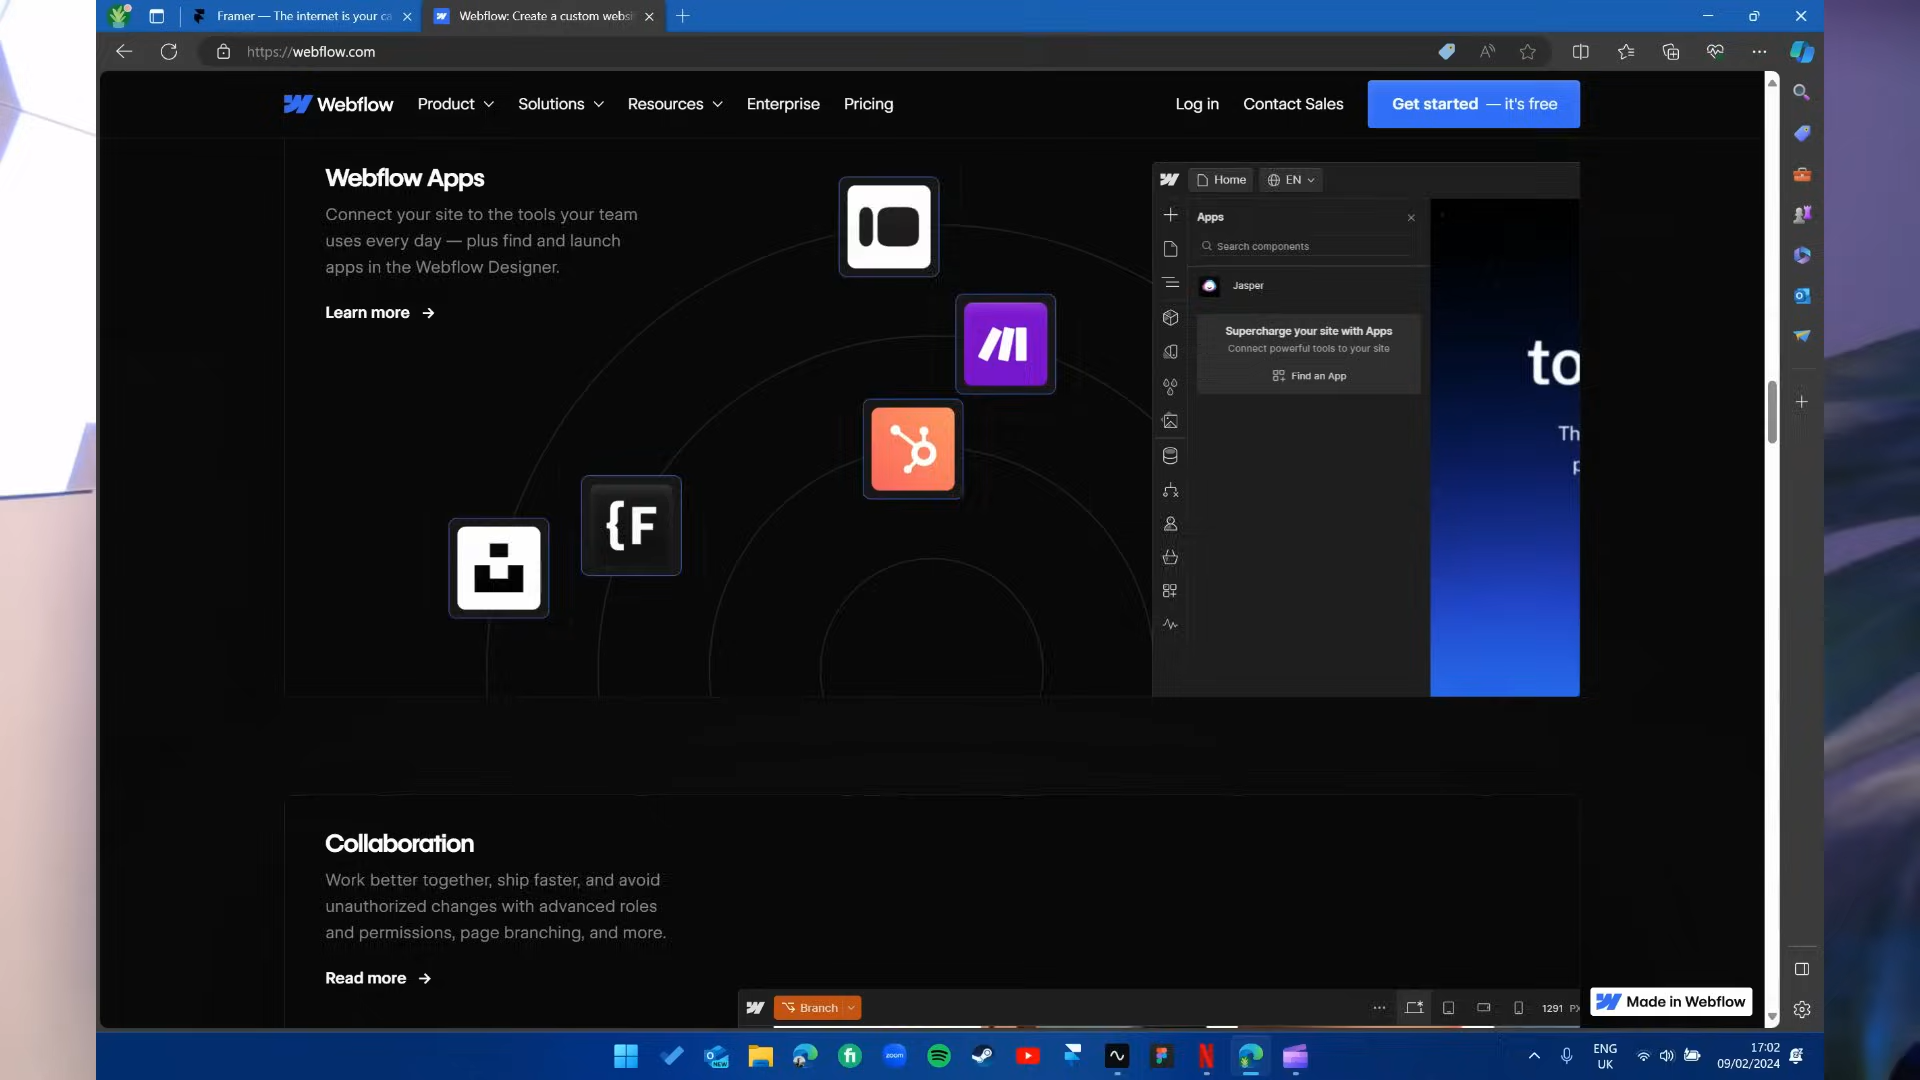 Framer — The internet is your ca
Webflow: Create a custom websi
https://webflow.com
Webflow
Product
Solutions
Resources
Enterprise
Pricing
Log in
Contact Sales
Get started — it's free
Webflow Apps
Connect your site to the tools your team
uses every day — plus find and launch
apps in the Webflow Designer.
Learn more →
{F
Home
EN
Apps
Search components
Jasper
Supercharge your site with Apps
Connect powerful tools to your site
Find an App
to
Th
p
Collaboration
Work better together, ship faster, and avoid
unauthorized changes with advanced roles
and permissions, page branching, and more.
Read more →
Branch
1291 PX
Made in Webflow
NEW
fi
zoom
N
ENG
UK
17:02
09/02/2024